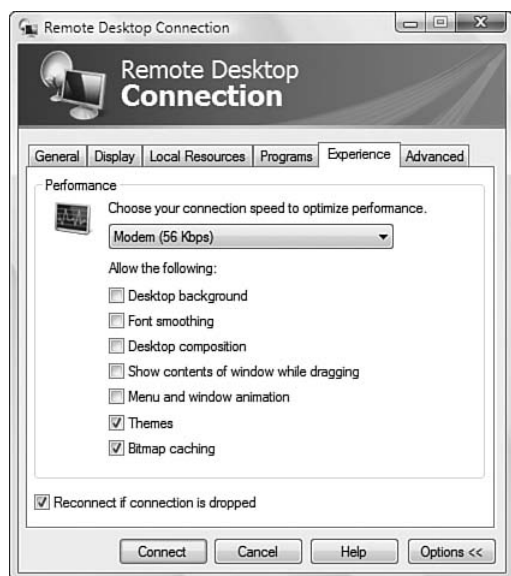 Remote Desktop Connection
Remote Desktop
Connection
General Display Local Resources Programs Experience Advanced
Performance
Choose your connection speed to optimize performance.
Modem (56 Kbps)
Allow the following:
Desktop background
Font smoothing
Desktop composition
Show contents of window while dragging
Menu and window animation
Themes
Bitmap caching
Reconnect if connection is dropped
Connect Cancel Help Options <<